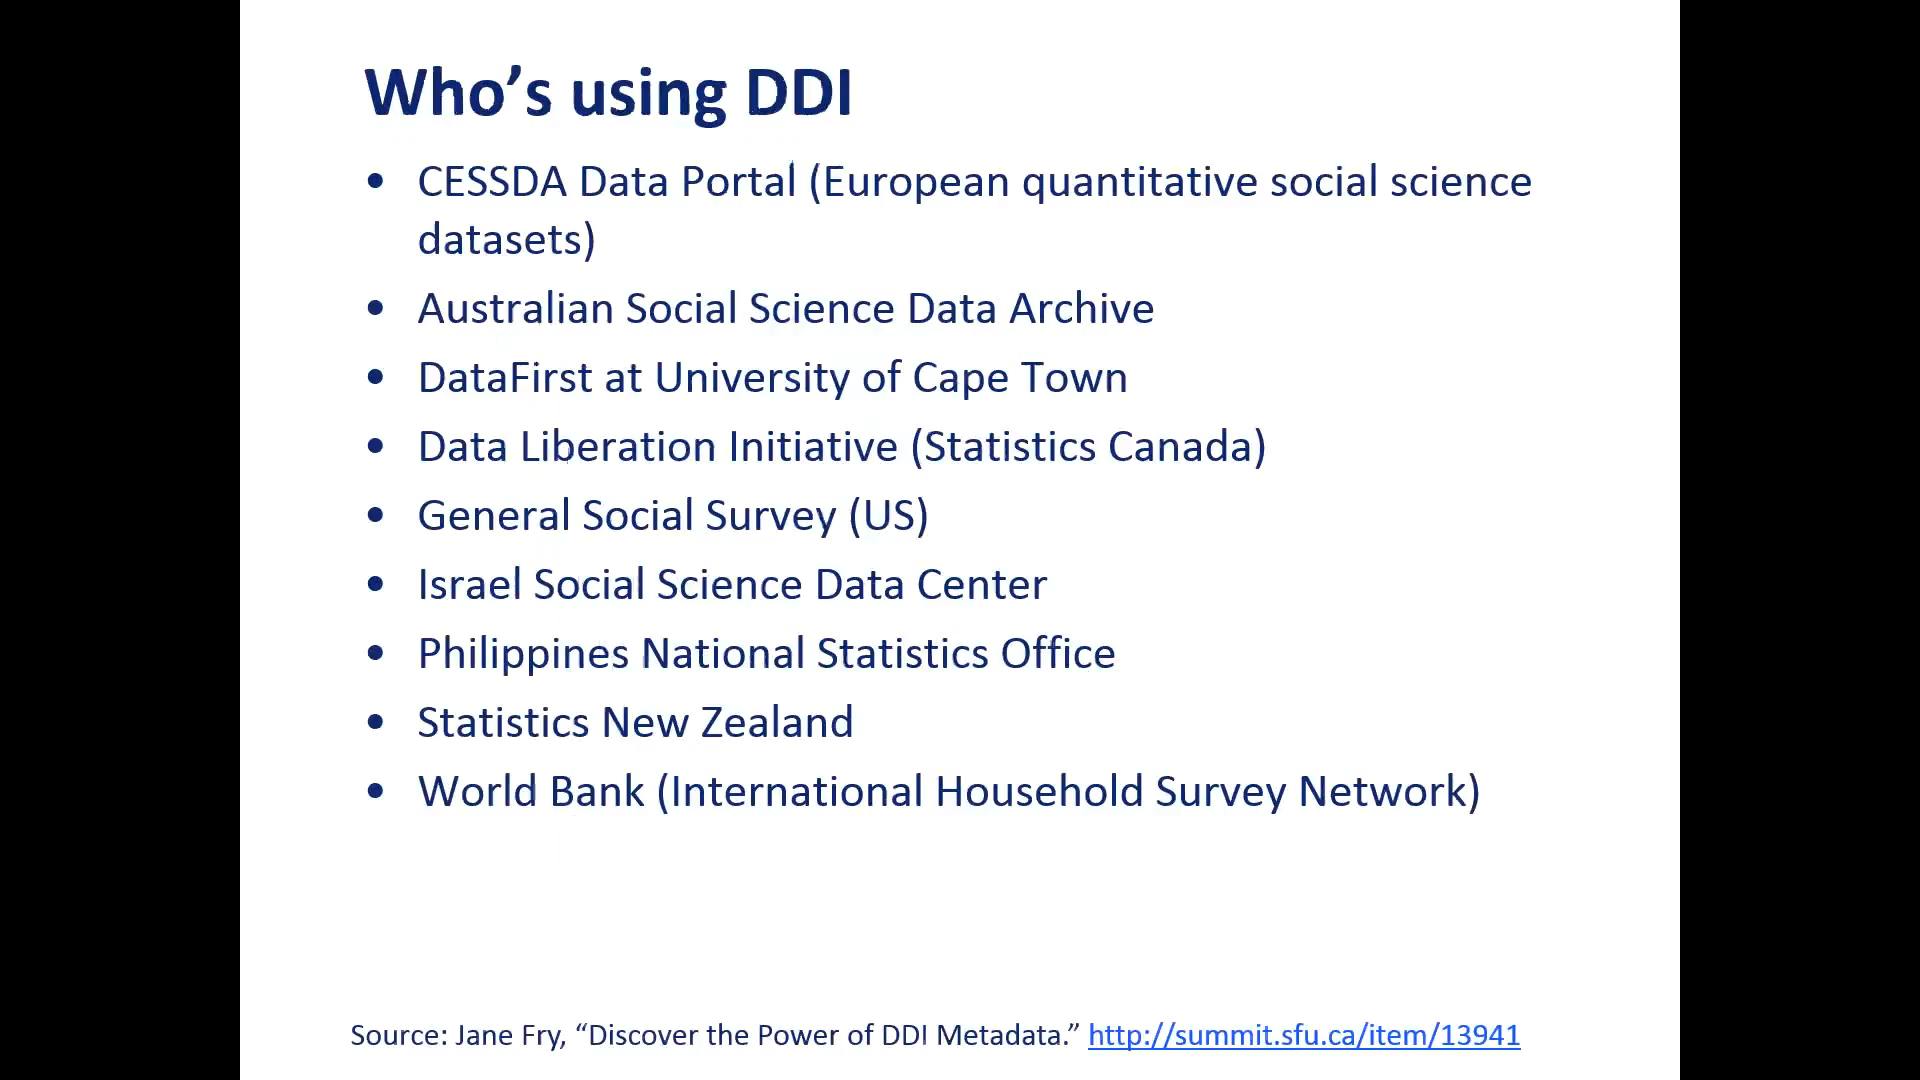 Who’s using DDI
• CESSDA Data Portal (European quantitative social science
datasets)
• Australian Social Science Data Archive
• DataFirst at University of Cape Town
• Data Liberation Initiative (Statistics Canada)
• General Social Survey (US)
• Israel Social Science Data Center
• Philippines National Statistics Office
• Statistics New Zealand
• World Bank (International Household Survey Network)
Source: Jane Fry, “Discover the Power of DDI Metadata.” http://summit.sfu.ca/item/13941